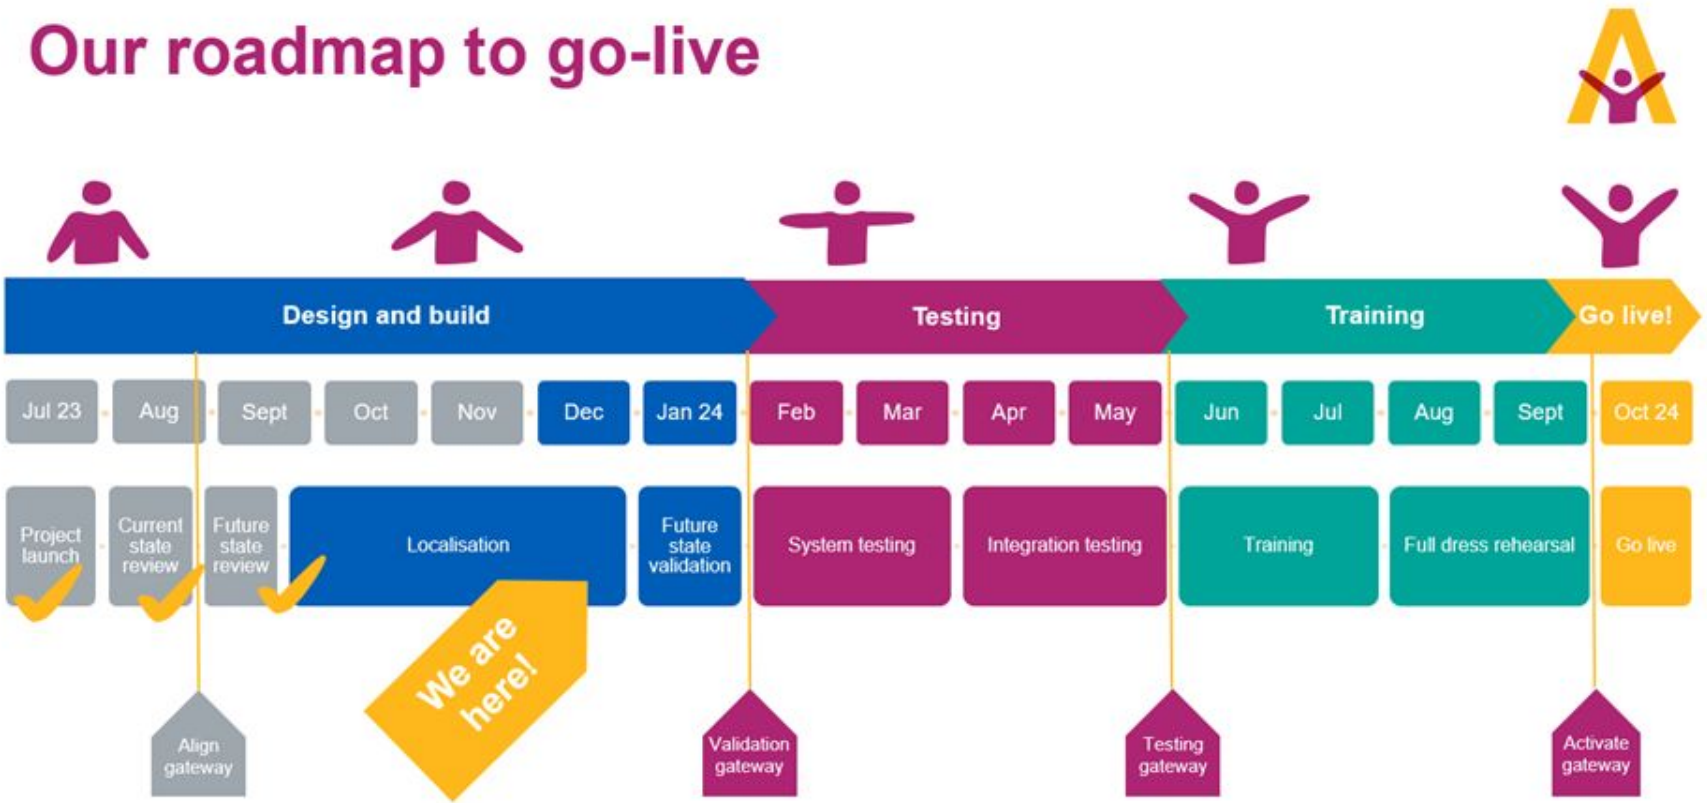 Our roadmap to go-live
A
Design and build
Testing
Training
Go live!
Jul 23
Aug
Sept
Oct
Nov
Dec
Jan 24
Feb
Mar
Apr
May
Jun
Jul
Aug
Sept
Oct 24
Project
launch
Current
state
review
Future
state
review
Localisation
Future
state
validation
System testing
Integration testing
Training
Full dress rehearsal
Go live
We are
here!
Align
gateway
Validation
gateway
Testing
gateway
Activate
gateway